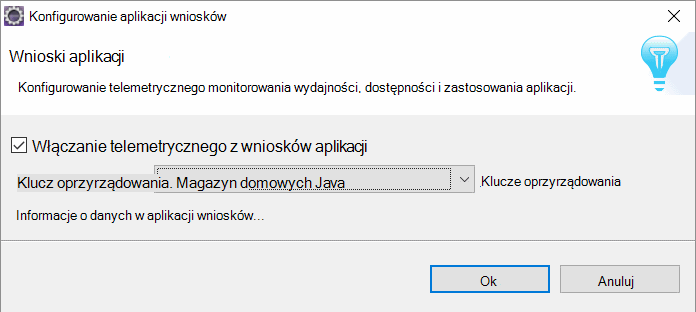 Konfigurowanie aplikacji wniosków
Wnioski aplikacji
Konfigurowanie telemetrycznego monitorowania wydajności, dostępności i zastosowania aplikacji.
Włączanie telemetrycznego z wniosków aplikacji
Klucz oprzyrządowania. Magazyn domowych Java Klucze oprzyrządowania
Informacje o danych w aplikacji wniosków...
Ok Anuluj